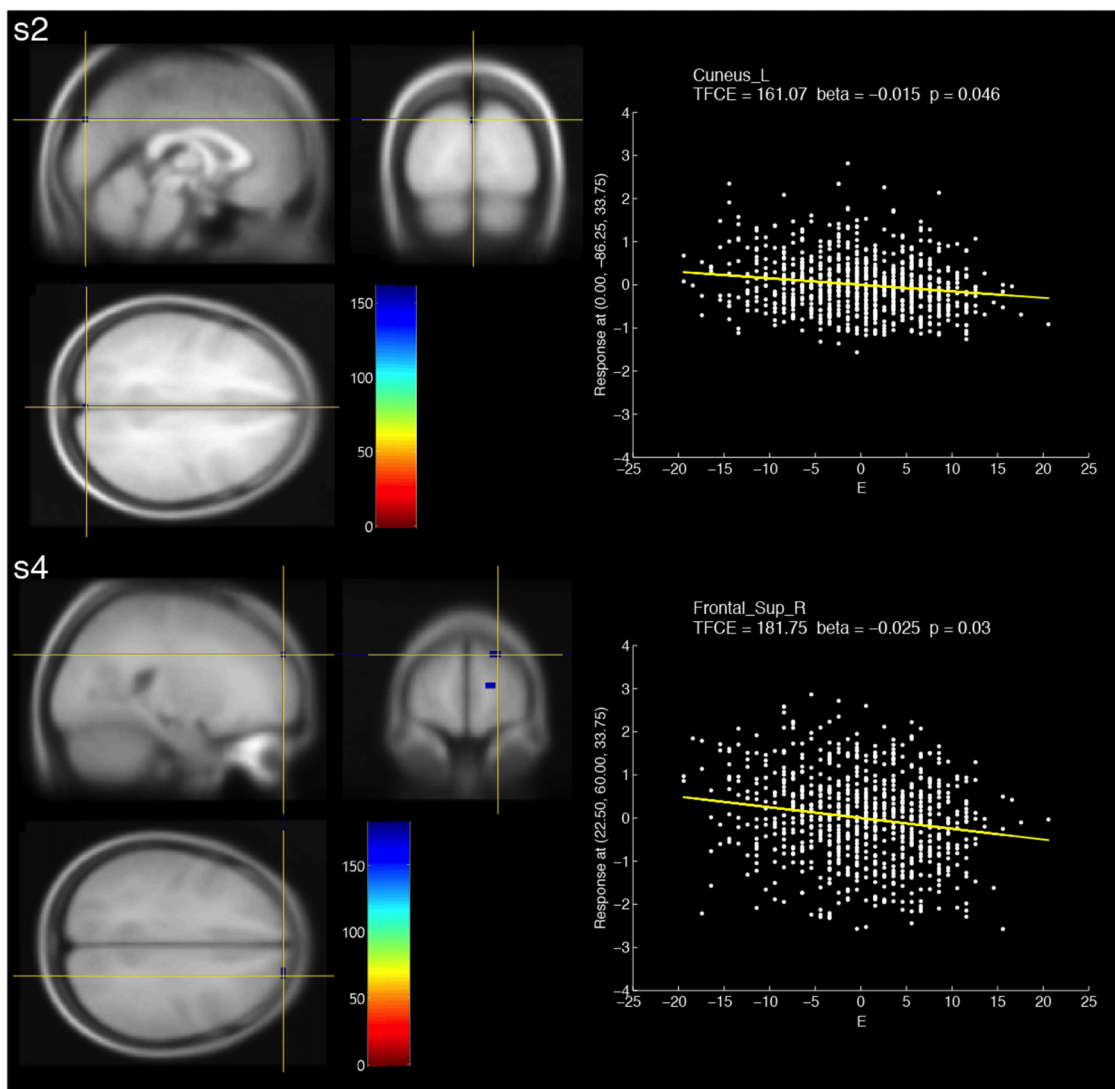 s2
Cuneus_L
TFCE = 161.07 beta = −0.015 p = 0.046
4
3
2
1
0
−1
−2
−3
−4
Response at (0.00, −86.25, 33.75)
−25 −20 −15 −10 −5 0 5 10 15 20 25
E
150
100
50
0
s4
Frontal_Sup_R
TFCE = 181.75 beta = −0.025 p = 0.03
4
3
2
1
0
−1
−2
−3
−4
Response at (22.50, 60.00, 33.75)
−25 −20 −15 −10 −5 0 5 10 15 20 25
E
150
100
50
0